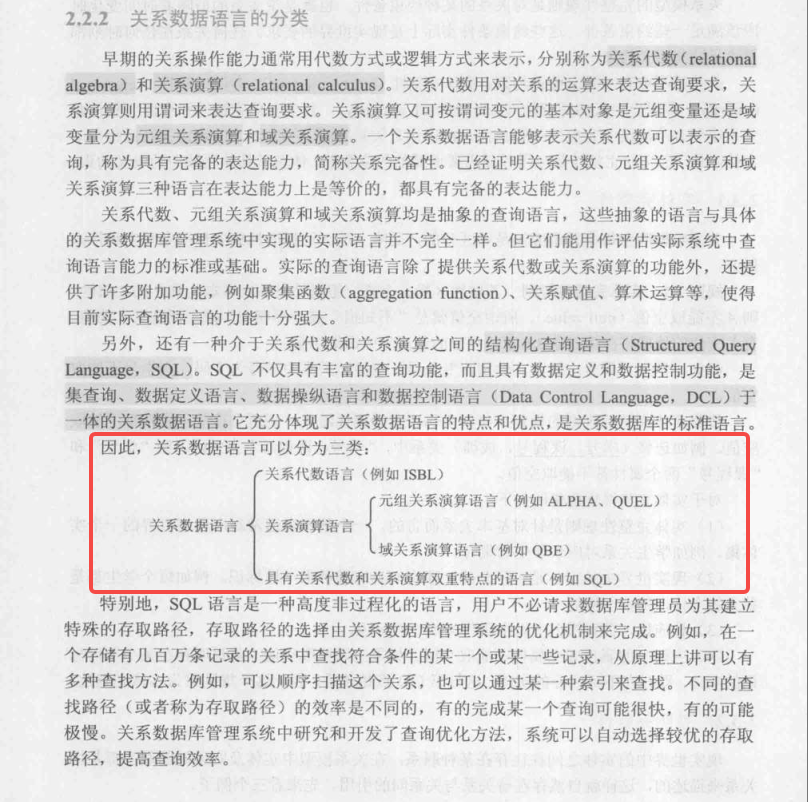 2.2.2 关系数据语言的分类
早期的关系操作能力通常用代数方式或逻辑方式来表示，分别称为关系代数（relational
algebra）和关系演算（relational calculus）。关系代数用对关系的运算来表达查询要求，关
系演算则用谓词来表达查询要求。关系演算又可按谓词变元的基本对象是元组变量还是域
变量分为元组关系演算和域关系演算。一个关系数据语言能够表示关系代数可以表示的查
询，称为具有完备的表达能力，简称关系完备性。已经证明关系代数、元组关系演算和域
关系演算三种语言在表达能力上是等价的，都具有完备的表达能力。
关系代数、元组关系演算和域关系演算均是抽象的查询语言，这些抽象的语言与具体
的关系数据库管理系统中实现的实际语言并不完全一样。但它们能用作评估实际系统中查
询语言能力的标准或基础。实际的查询语言除了提供关系代数或关系演算的功能外，还提
供了许多附加功能，例如聚集函数（aggregation function）、关系赋值、算术运算等，使得
目前实际查询语言的功能十分强大。
另外，还有一种介于关系代数和关系演算之间的结构化查询语言（Structured Query
Language，SQL）。SQL 不仅具有丰富的查询功能，而且具有数据定义和数据控制功能，是
集查询、数据定义语言、数据操纵语言和数据控制语言（Data Control Language，DCL）于
一体的关系数据语言。它充分体现了关系数据语言的特点和优点，是关系数据库的标准语言。
因此，关系数据语言可以分为三类：
关系代数语言（例如 ISBL）
元组关系演算语言（例如 ALPHA、QUEL）
关系数据语言 关系演算语言
域关系演算语言（例如 QBE）
具有关系代数和关系演算双重特点的语言（例如 SQL）
特别地，SQL 语言是一种高度非过程化的语言，用户不必请求数据库管理员为其建立
特殊的存取路径，存取路径的选择由关系数据库管理系统的优化机制来完成。例如，在一
个存储有几百万条记录的关系中查找符合条件的某一个或某一些记录，从原理上讲可以有
多种查找方法。例如，可以顺序扫描这个关系，也可以通过某一种索引来查找。不同的查
找路径（或者称为存取路径）的效率是不同的，有的完成某一个查询可能很快，有的可能
极慢。关系数据库管理系统中研究和开发了查询优化方法，系统可以自动选择较优的存取
路径，提高查询效率。